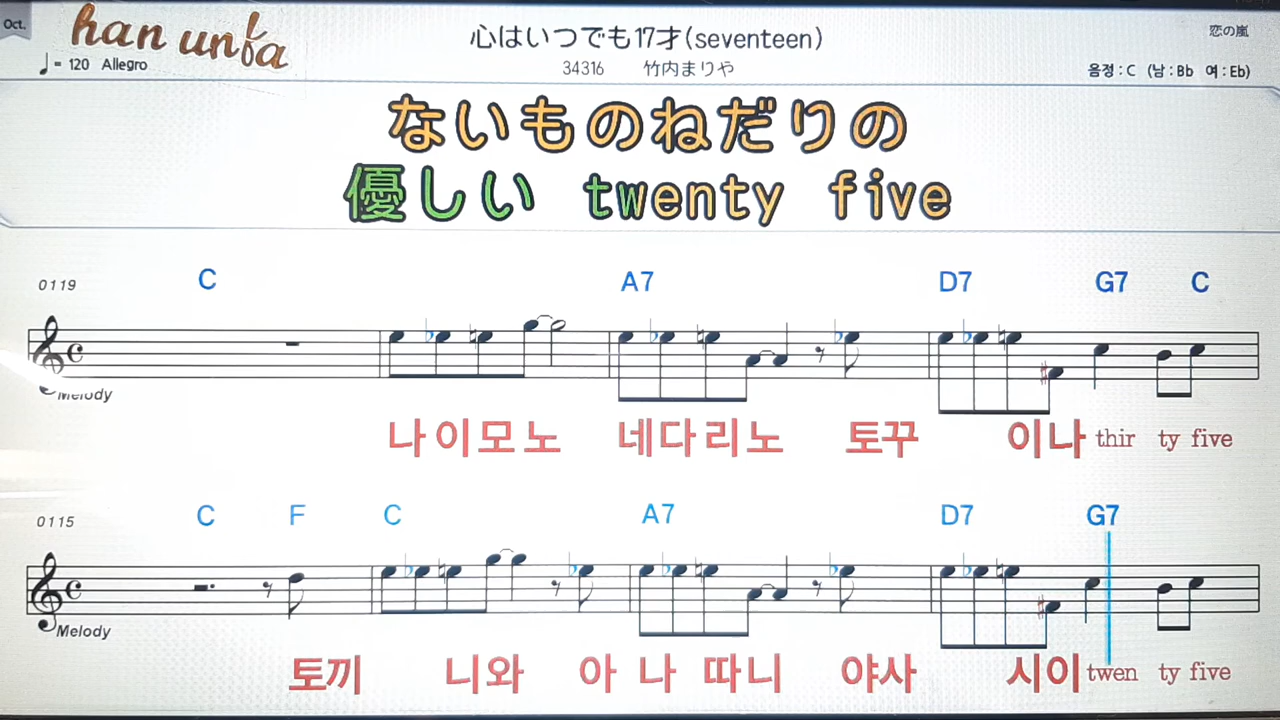 Oct.
han unba
心はいつでも17才(seventeen)
恋の嵐
♩= 120 Allegro
34316 竹内まりや
음정 : C (남 : Bb 여 : Eb)
ないものねだりの
優しい twenty five
0119
C A7 D7 G7 C
Melody
나이모노 네다리노 토꾸 이나 thir ty five
0115
C F C A7 D7 G7
Melody
토끼 니와 아 나 따니 야사 시이 twen ty five